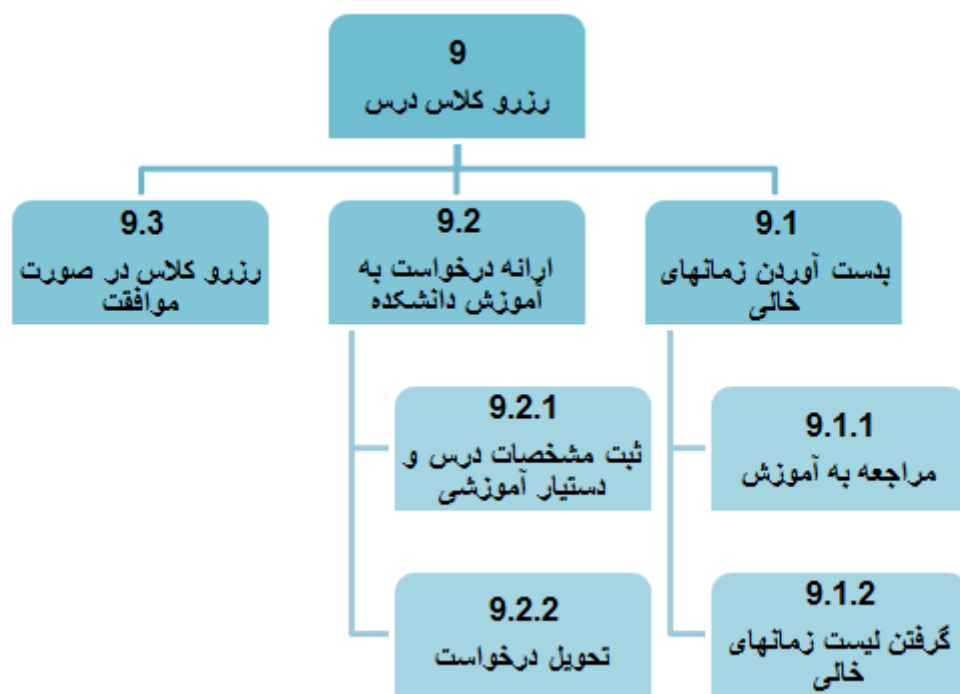 9
رزرو کلاس درس
9.1
بدست آوردن زمانهای
خالی
9.1.1
مراجعه به آموزش
9.1.2
گرفتن لیست زمانهای
خالی
9.2
ارائه درخواست به
آموزش دانشکده
9.2.1
ثبت مشخصات درس و
دستیار آموزشی
9.2.2
تحویل درخواست
9.3
رزرو کلاس در صورت
موافقت